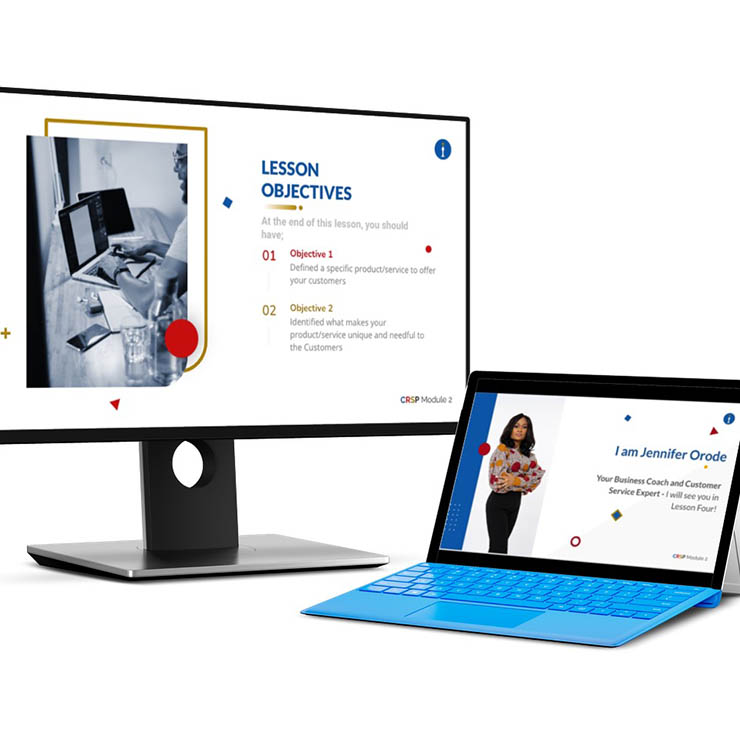 LESSON
OBJECTIVES
At the end of this lesson, you should
have;
01 Objective 1
Defined a specific product/service to offer
your customers
02 Objective 2
Identified what makes your
product/service unique and needful to
the Customers
CRSP Module 2
I am Jennifer Orode
Your Business Coach and Customer
Service Expert - I will see you in
Lesson Four!
CRSP Module 2